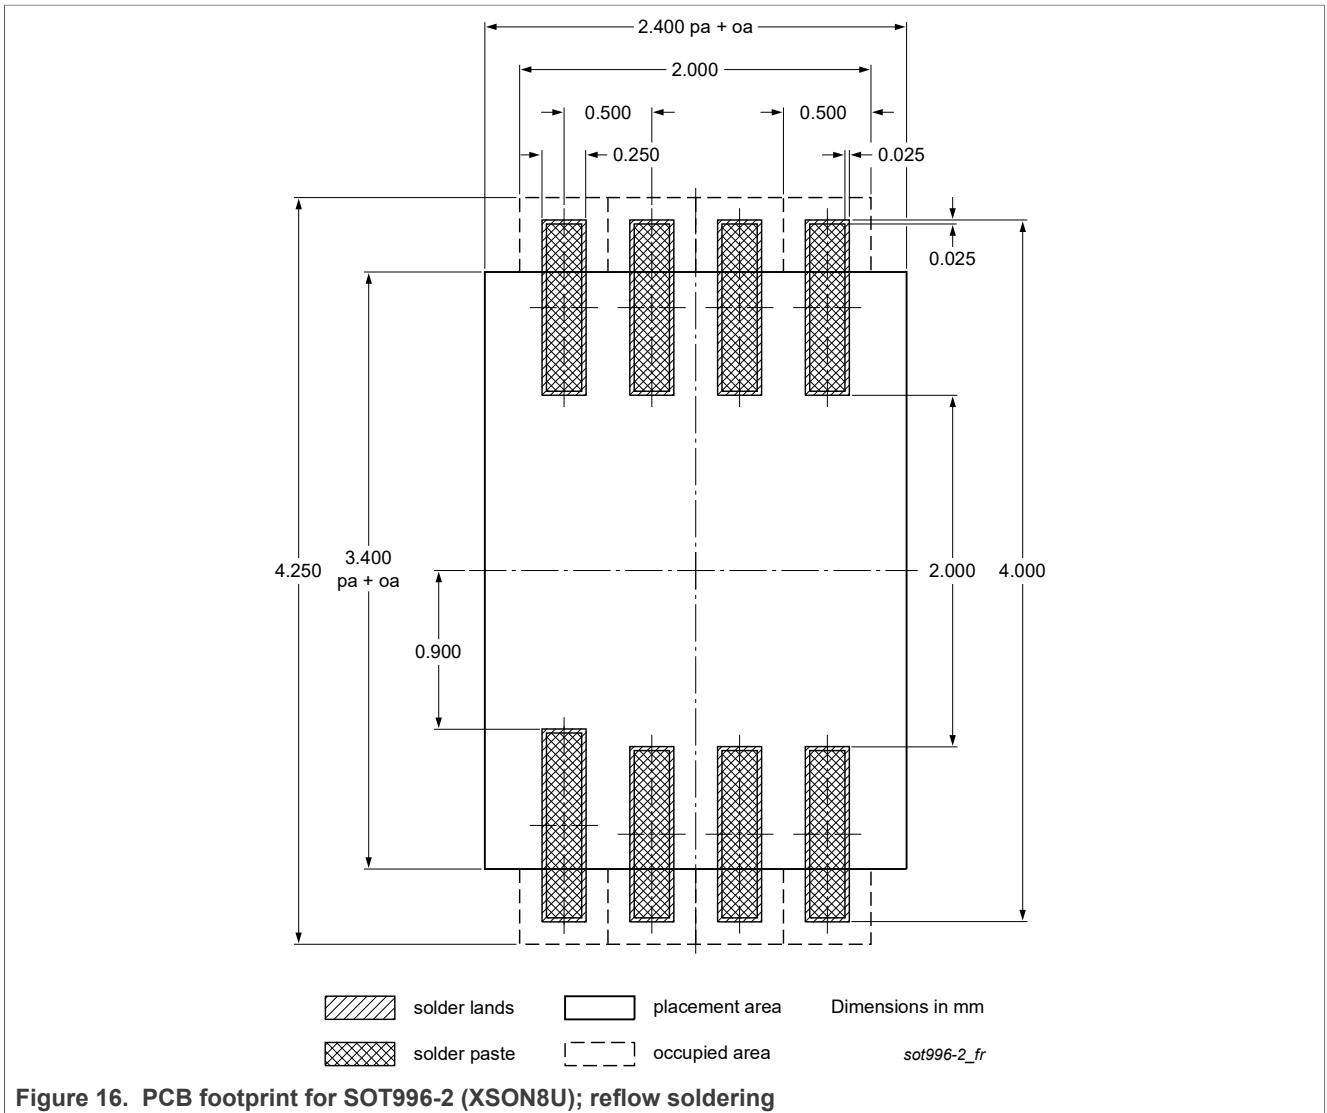 2.400 pa + oa
2.000
0.500
0.500
0.250
0.025
0.025
4.250
3.400
pa + oa
2.000
4.000
0.900
solder lands
placement area
Dimensions in mm
solder paste
occupied area
sot996-2_fr
Figure 16. PCB footprint for SOT996-2 (XSON8U); reflow soldering